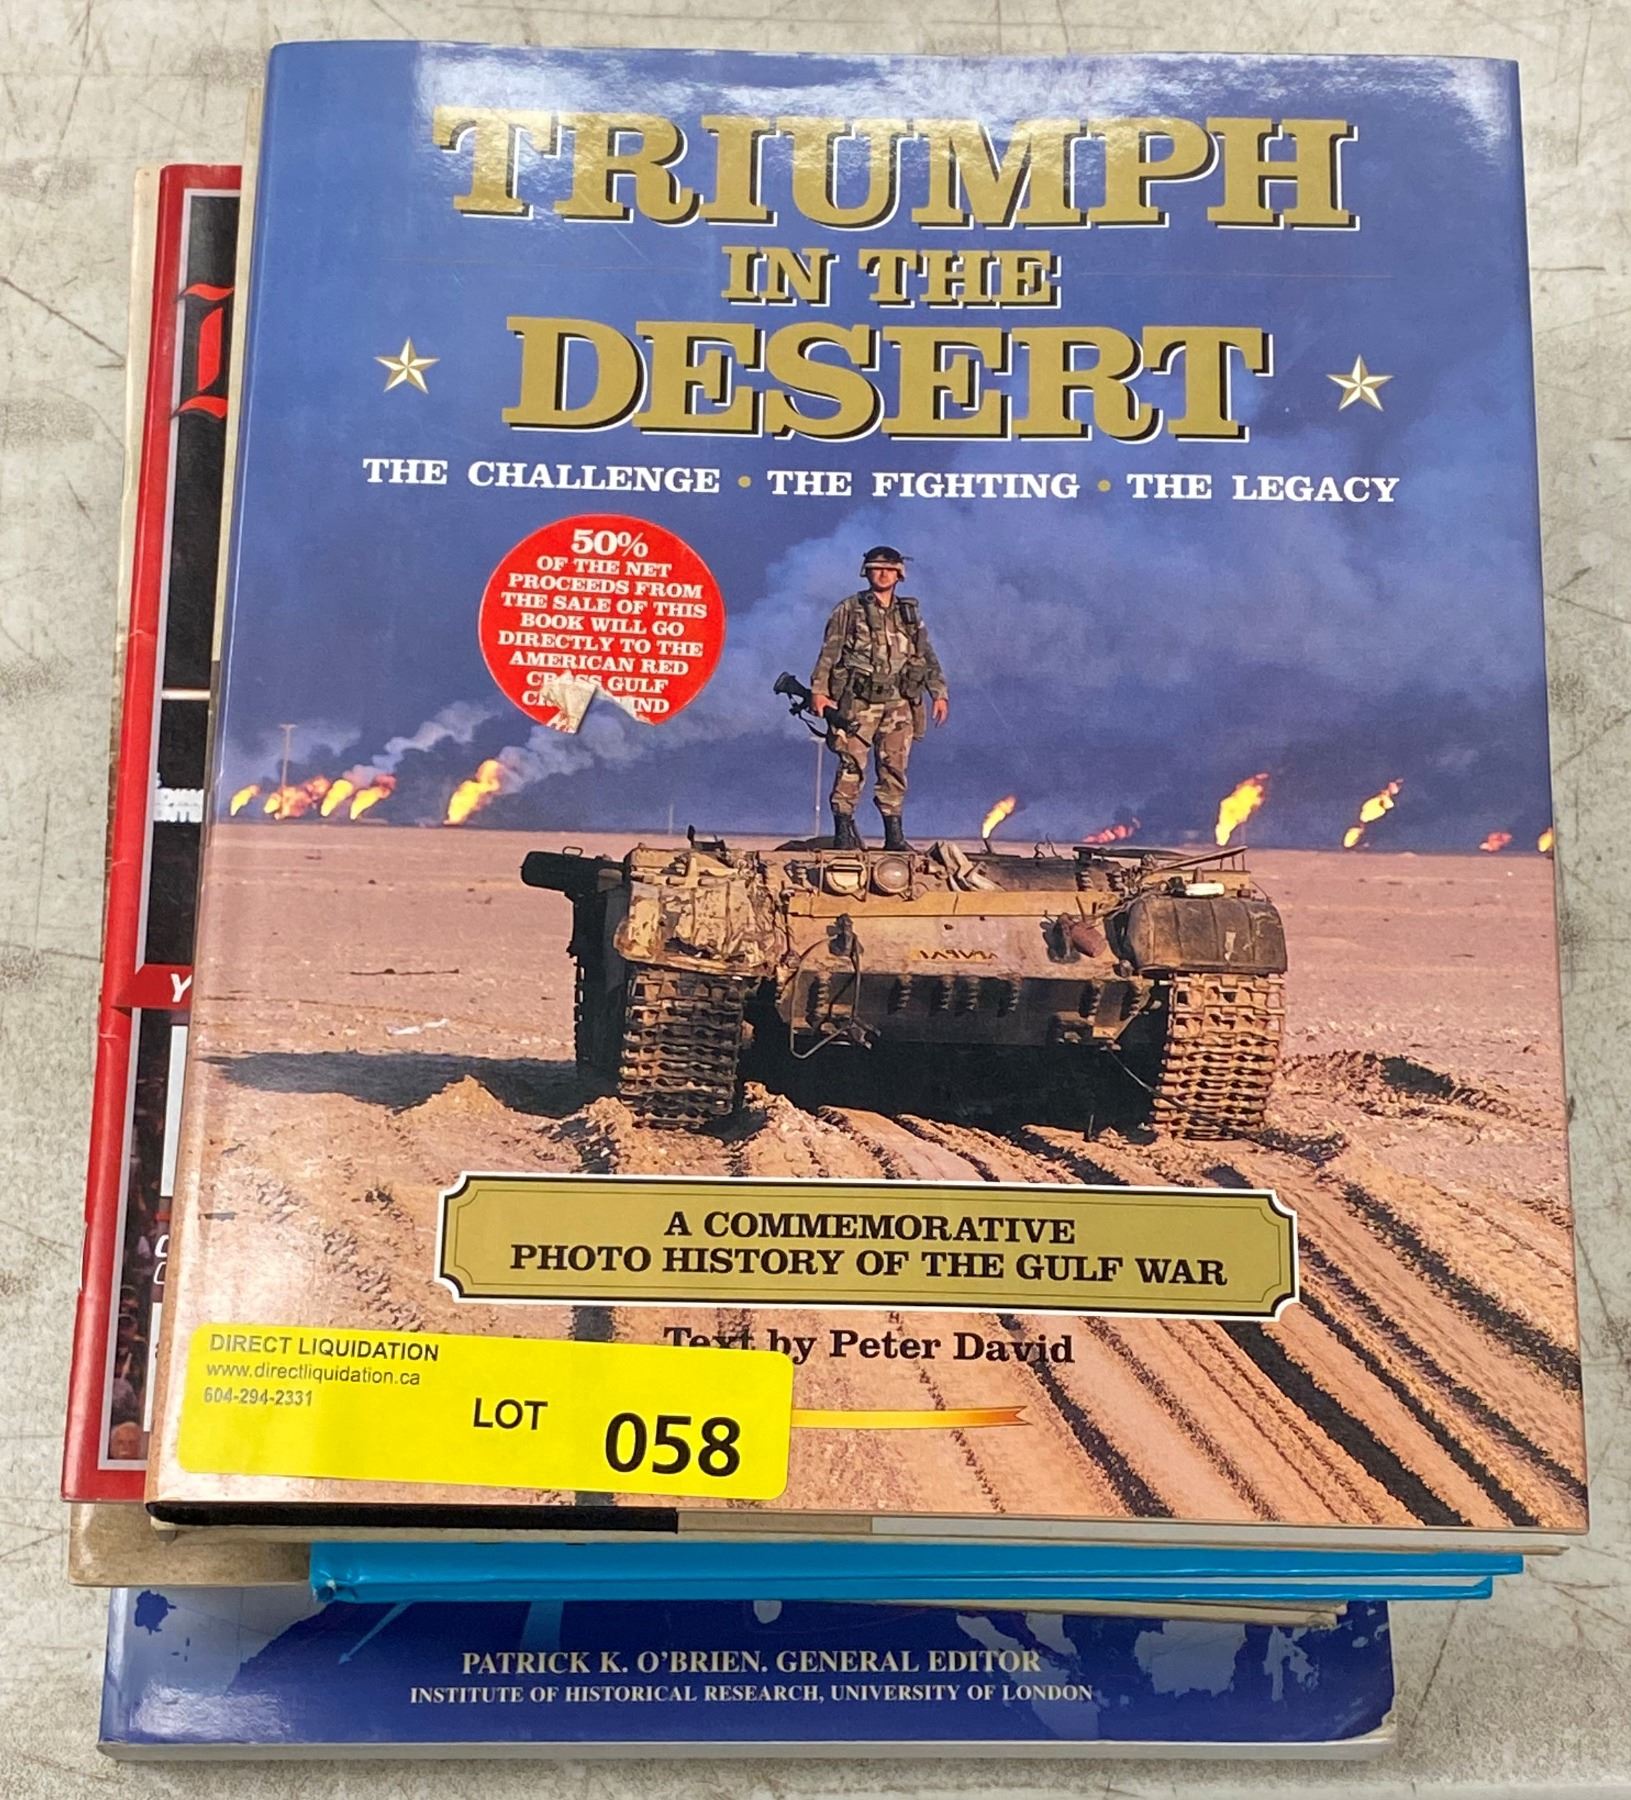 TRIUMPH
IN THE
DESERT
THE CHALLENGE • THE FIGHTING • THE LEGACY
50%
OF THE NET
PROCEEDS FROM
THE SALE OF THIS
BOOK WILL GO
DIRECTLY TO THE
AMERICAN RED
GULF
A COMMEMORATIVE
PHOTO HISTORY OF THE GULF WAR
Text by Peter David
DIRECT LIQUIDATION
www.directliquidation.ca
604-294-2331
LOT 058
PATRICK K. O'BRIEN. GENERAL EDITOR
INSTITUTE OF HISTORICAL RESEARCH, UNIVERSITY OF LONDON